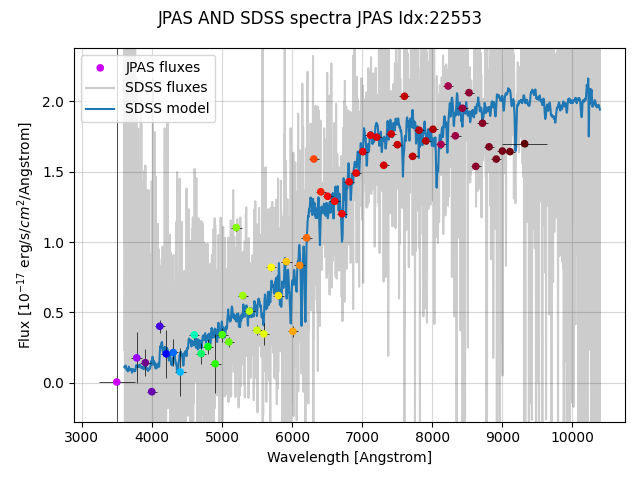 JPAS AND SDSS spectra JPAS Idx:22553
JPAS fluxes
SDSS fluxes
SDSS model
2.0
1.5
1.0
0.5
0.0
Flux [10⁻¹⁷ erg/s/cm²/Angstrom]
3000 4000 5000 6000 7000 8000 9000 10000
Wavelength [Angstrom]